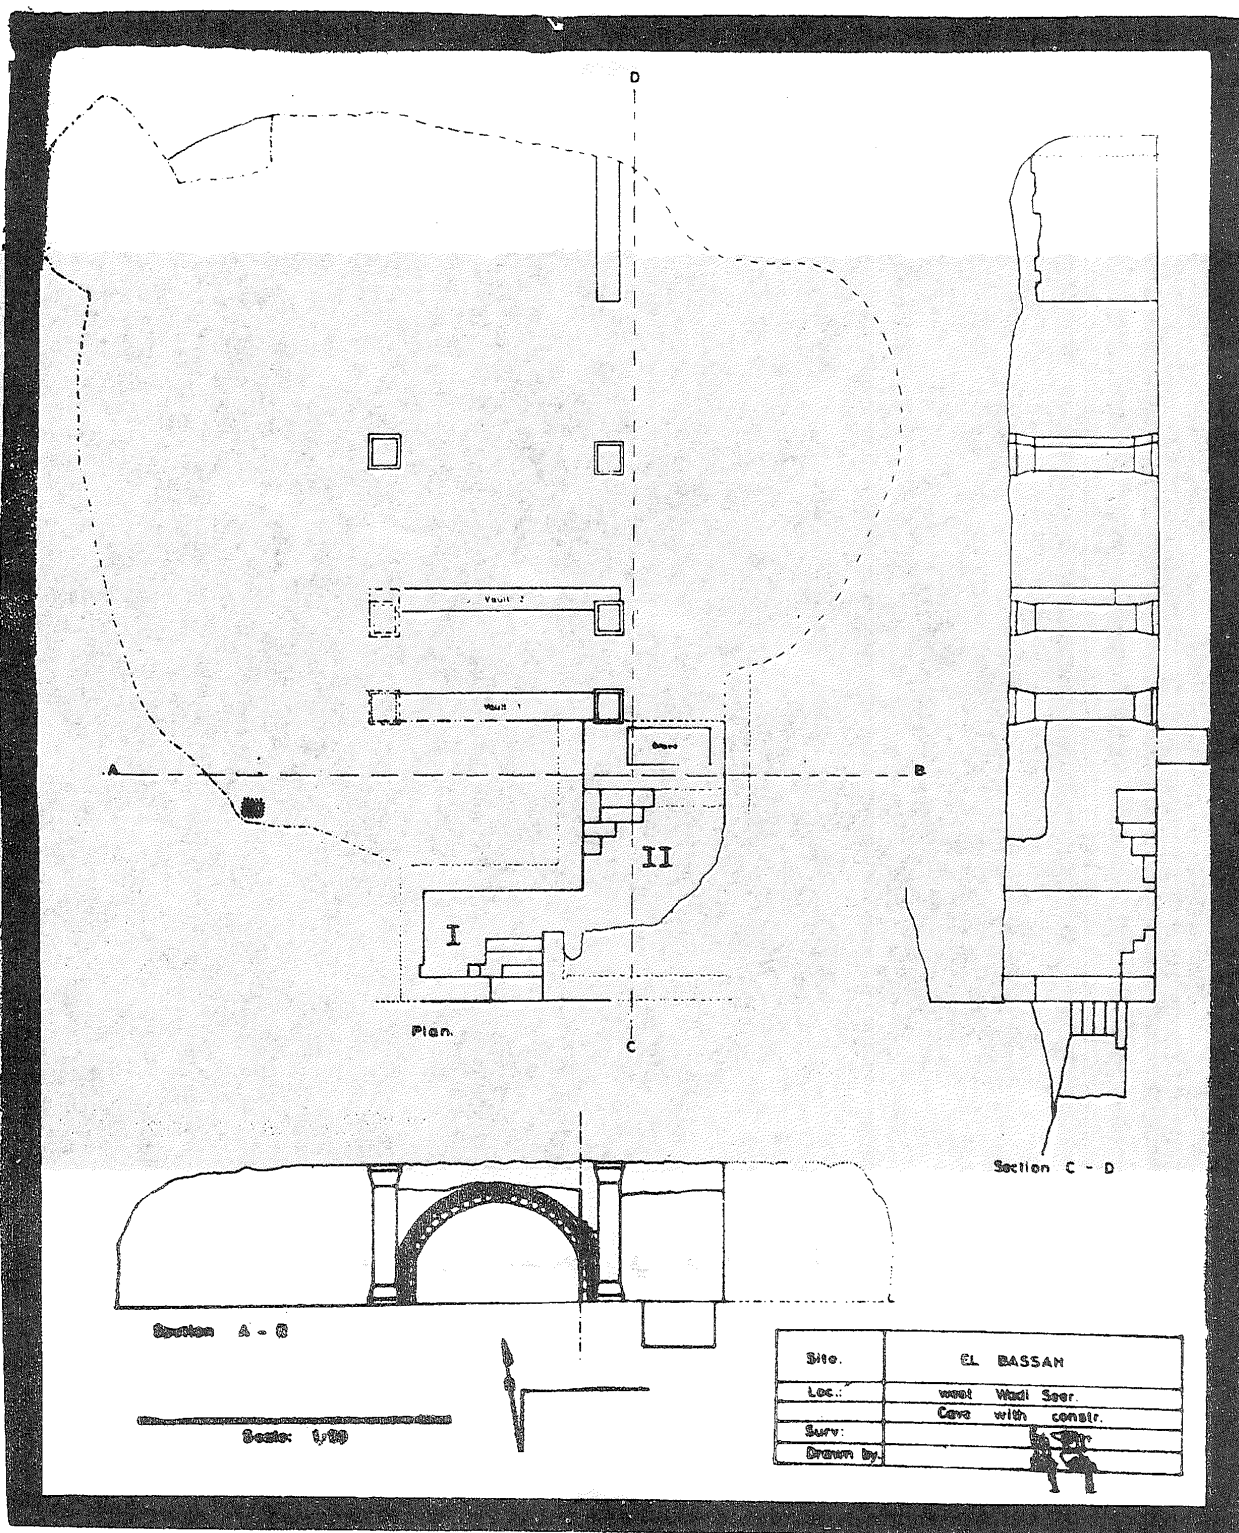 D
Vault 2
Vault 1
Grave
A
B
II
I
Plan.
C
Section C - D
Section A - B
Site. EL BASSAH
Loc.: west Wadi Seer.
Cave with constr.
Scale:
Surv:
Drawn by.